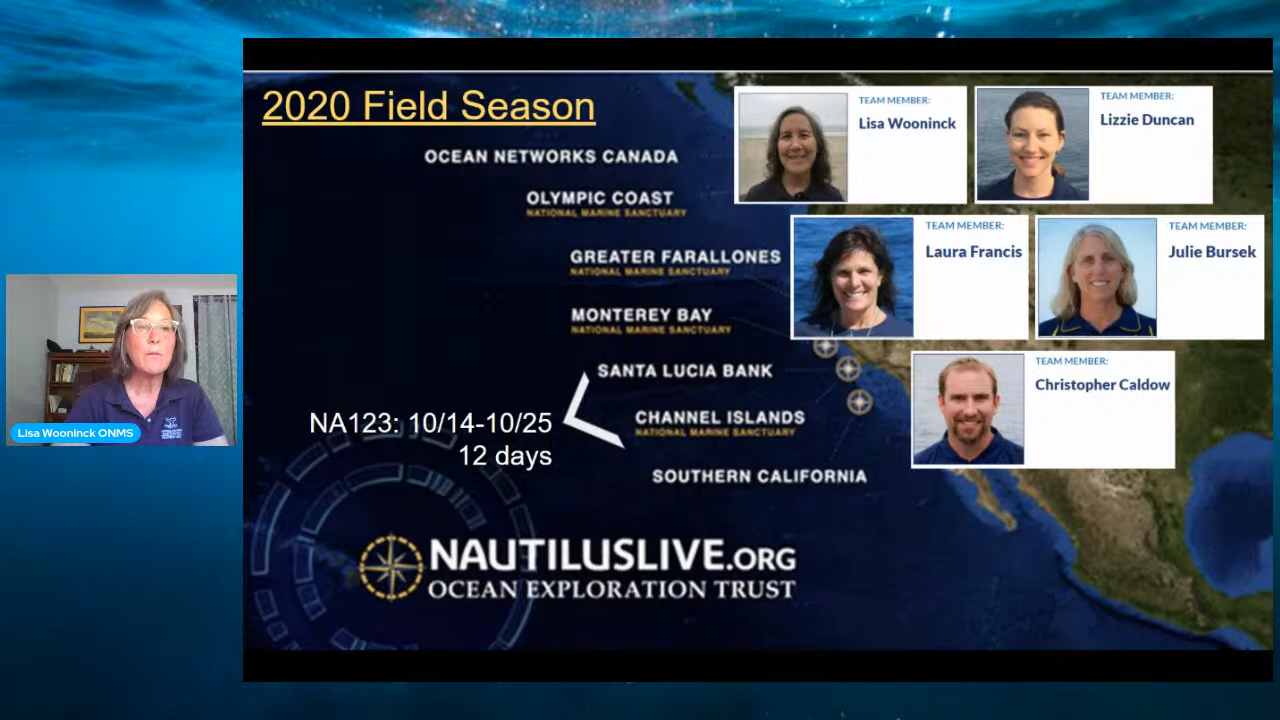 2020 Field Season
OCEAN NETWORKS CANADA
OLYMPIC COAST
NATIONAL MARINE SANCTUARY
GREATER FARALLONES
NATIONAL MARINE SANCTUARY
MONTEREY BAY
NATIONAL MARINE SANCTUARY
SANTA LUCIA BANK
NA123: 10/14-10/25
12 days
CHANNEL ISLANDS
NATIONAL MARINE SANCTUARY
SOUTHERN CALIFORNIA
NAUTILUSLIVE.ORG
OCEAN EXPLORATION TRUST
TEAM MEMBER:
Lisa Wooninck
TEAM MEMBER:
Lizzie Duncan
TEAM MEMBER:
Laura Francis
TEAM MEMBER:
Julie Bursek
TEAM MEMBER:
Christopher Caldow
Lisa Wooninck ONMS